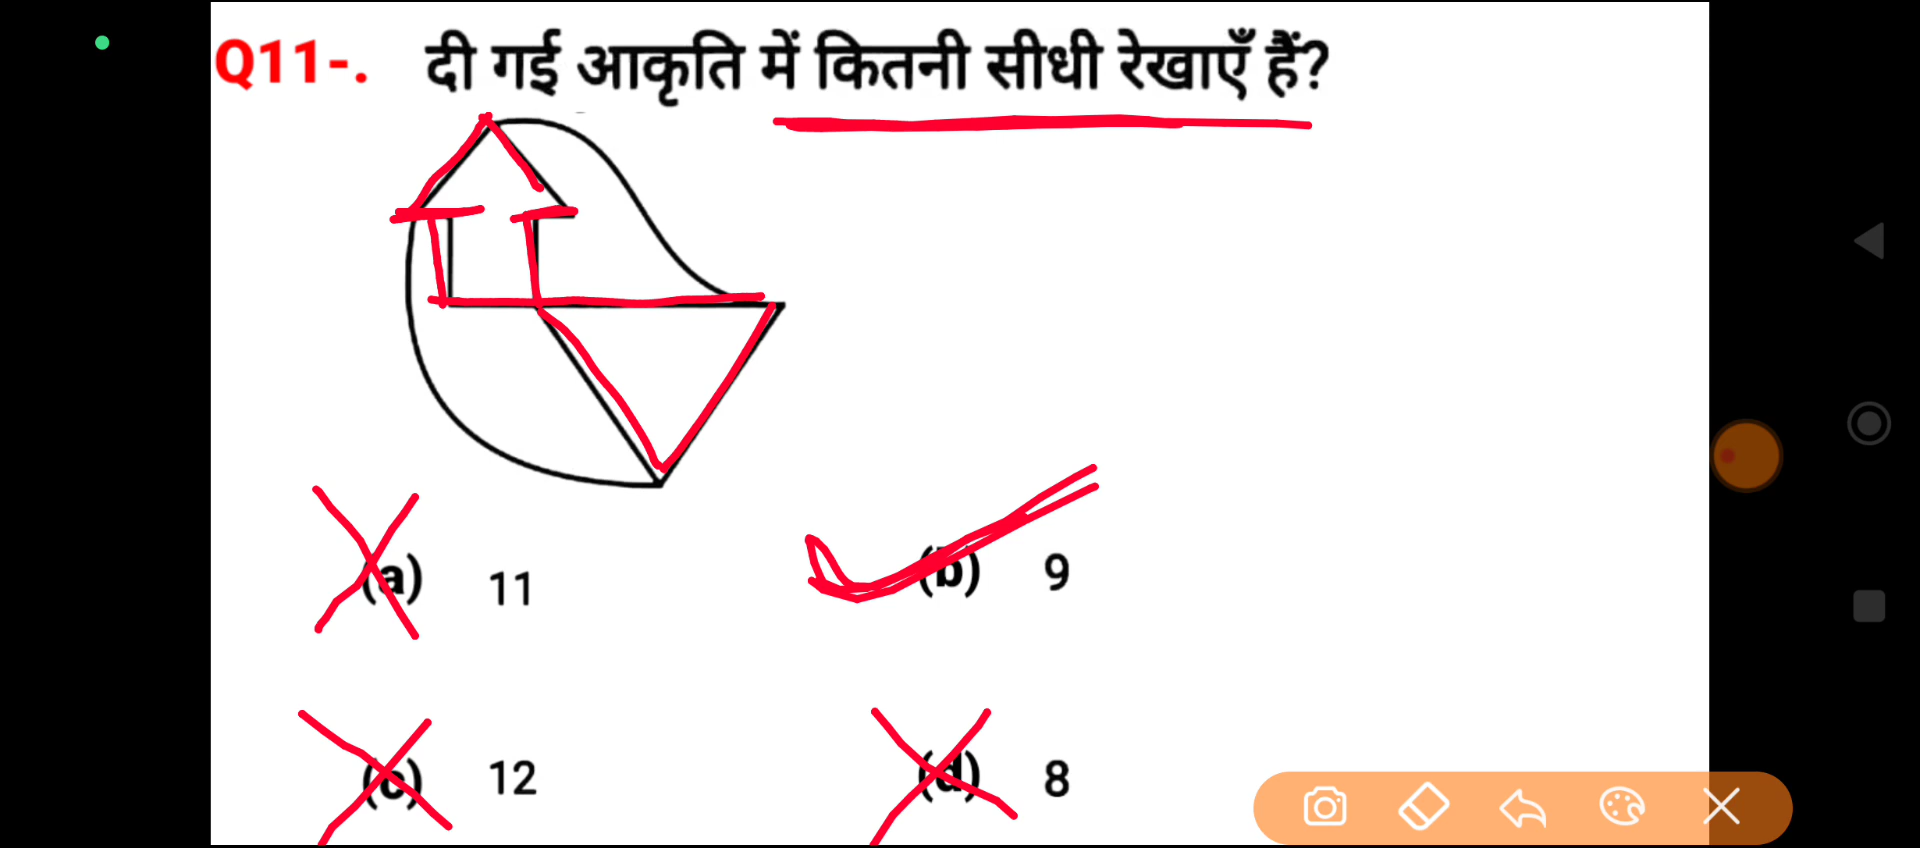 Q11-. दी गई आकृति में कितनी सीधी रेखाएँ हैं?
(a) 11 (b) 9
(c) 12 (d) 8